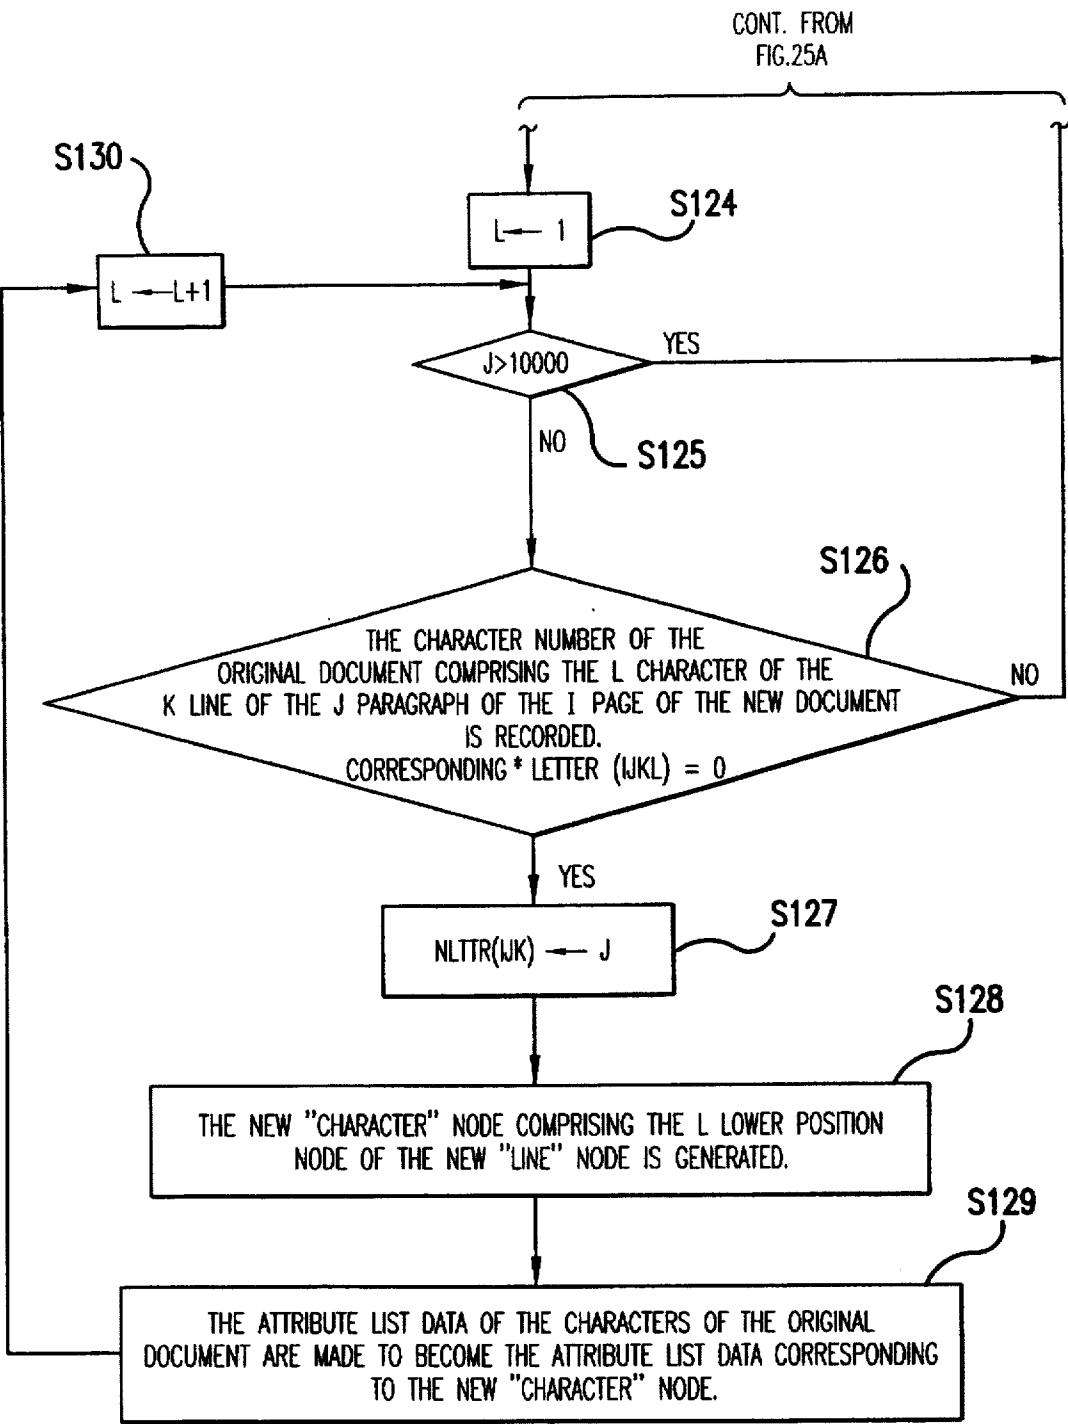 CONT. FROM
FIG.25A
S130
S124
L ← 1
L ← L+1
J>10000
YES
NO
S125
S126
THE CHARACTER NUMBER OF THE
ORIGINAL DOCUMENT COMPRISING THE L CHARACTER OF THE
K LINE OF THE J PARAGRAPH OF THE I PAGE OF THE NEW DOCUMENT
IS RECORDED.
CORRESPONDING * LETTER (IJKL) = 0
NO
YES
S127
NLTTR(IJK) ← J
S128
THE NEW "CHARACTER" NODE COMPRISING THE L LOWER POSITION
NODE OF THE NEW "LINE" NODE IS GENERATED.
S129
THE ATTRIBUTE LIST DATA OF THE CHARACTERS OF THE ORIGINAL
DOCUMENT ARE MADE TO BECOME THE ATTRIBUTE LIST DATA CORRESPONDING
TO THE NEW "CHARACTER" NODE.